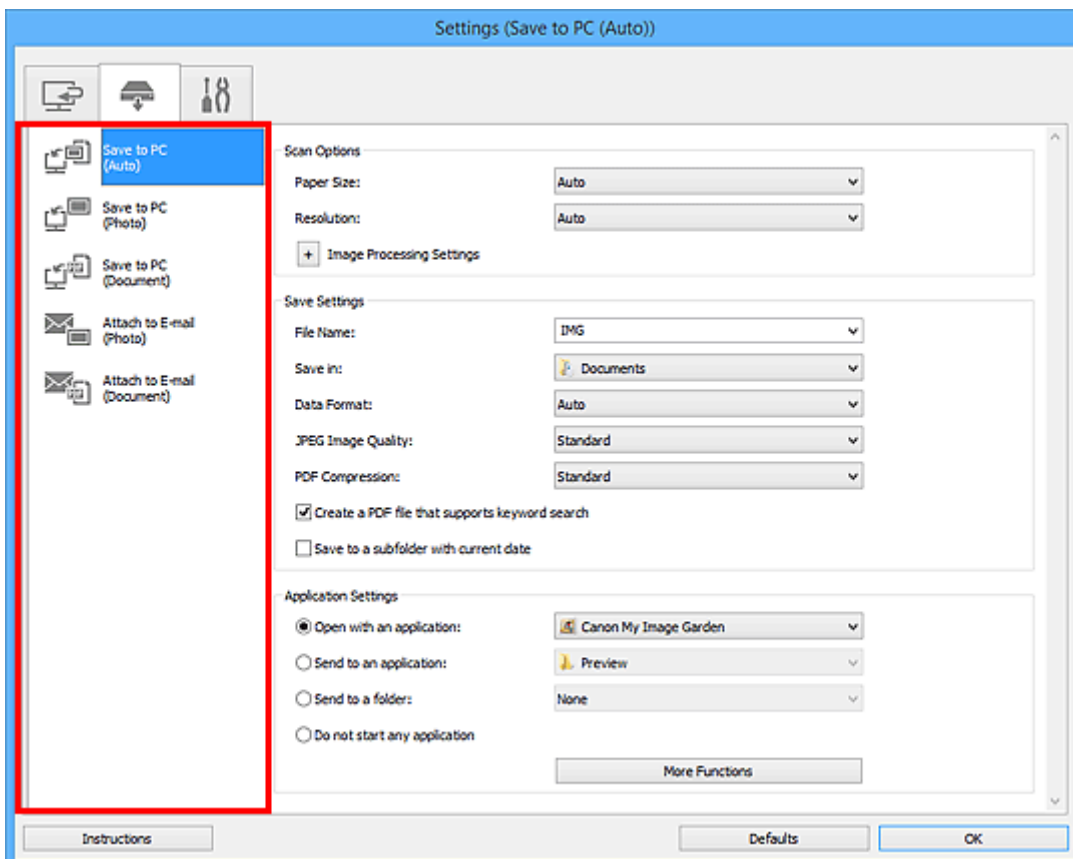 Settings (Save to PC (Auto))
Save to PC
(Auto)
Save to PC
(Photo)
Save to PC
(Document)
Attach to E-mail
(Photo)
Attach to E-mail
(Document)
Scan Options
Paper Size: Auto
Resolution: Auto
+ Image Processing Settings
Save Settings
File Name: IMG
Save in: Documents
Data Format: Auto
JPEG Image Quality: Standard
PDF Compression: Standard
Create a PDF file that supports keyword search
Save to a subfolder with current date
Application Settings
Open with an application: Canon My Image Garden
Send to an application: Preview
Send to a folder: None
Do not start any application
More Functions
Instructions Defaults OK